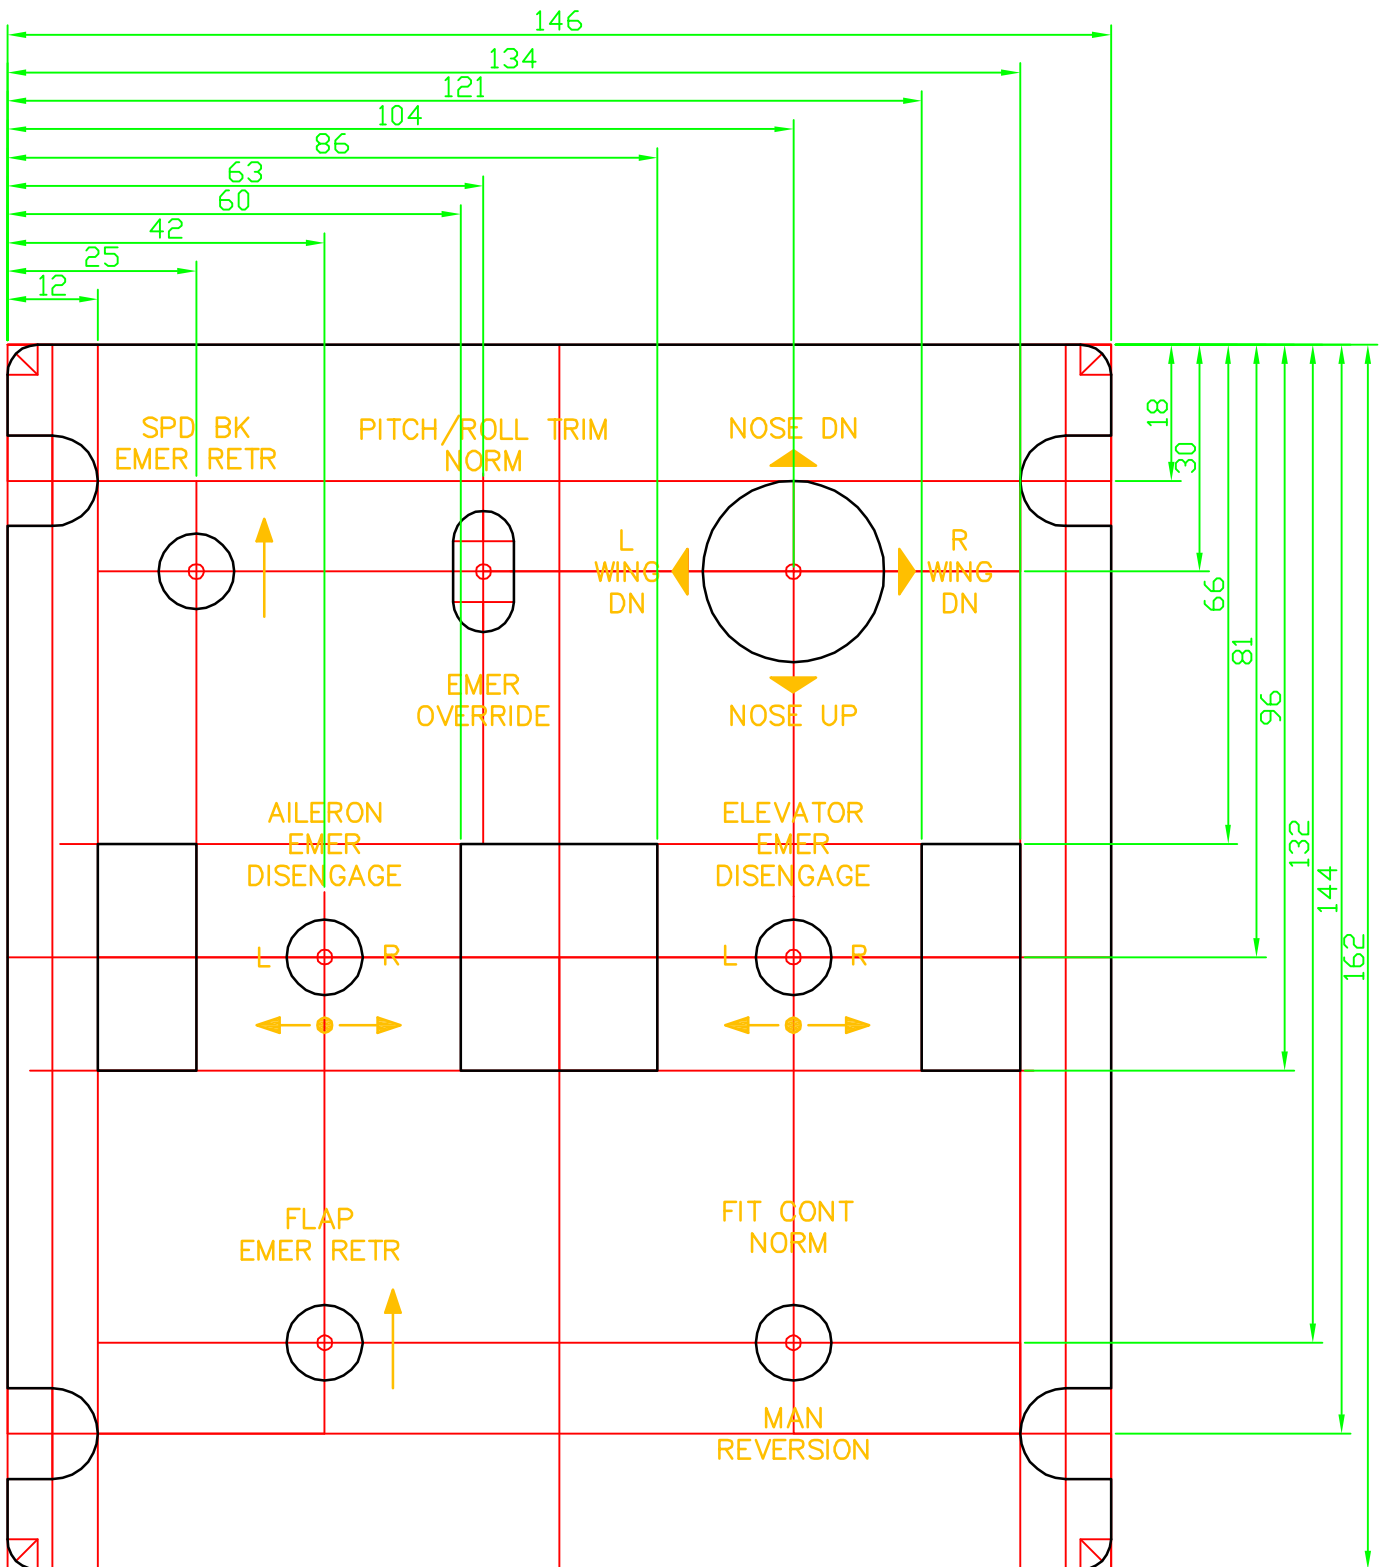 146
134
121
104
86
63
60
42
25
12
SPD BK
EMER RETR
PITCH/ROLL TRIM
NORM
NOSE DN
18
30
L
WING
DN
R
WING
DN
66
EMER
OVERRIDE
NOSE UP
81
96
AILERON
EMER
DISENGAGE
ELEVATOR
EMER
DISENGAGE
132
144
L
R
L
R
162
FLAP
EMER RETR
FIT CONT
NORM
MAN
REVERSION